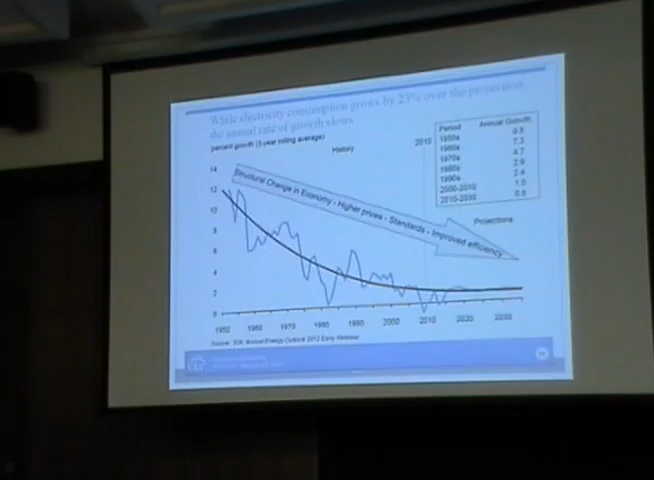 While electricity consumption grows by 23% over the projection
the annual rate of growth slows
percent growth (3-year rolling average)
History
2010
Period Annual Growth
1950s 9.8
1960s 7.3
1970s 4.7
1980s 2.9
1990s 2.4
2000-2010 1.0
2010-2035 0.8
Structural Change in Economy - Higher prices - Standards - Improved efficiency
Projections
14
12
10
8
6
4
2
0
1950 1960 1970 1980 1990 2000 2010 2020 2030
Source: EIA, Annual Energy Outlook 2012 Early Release
eia